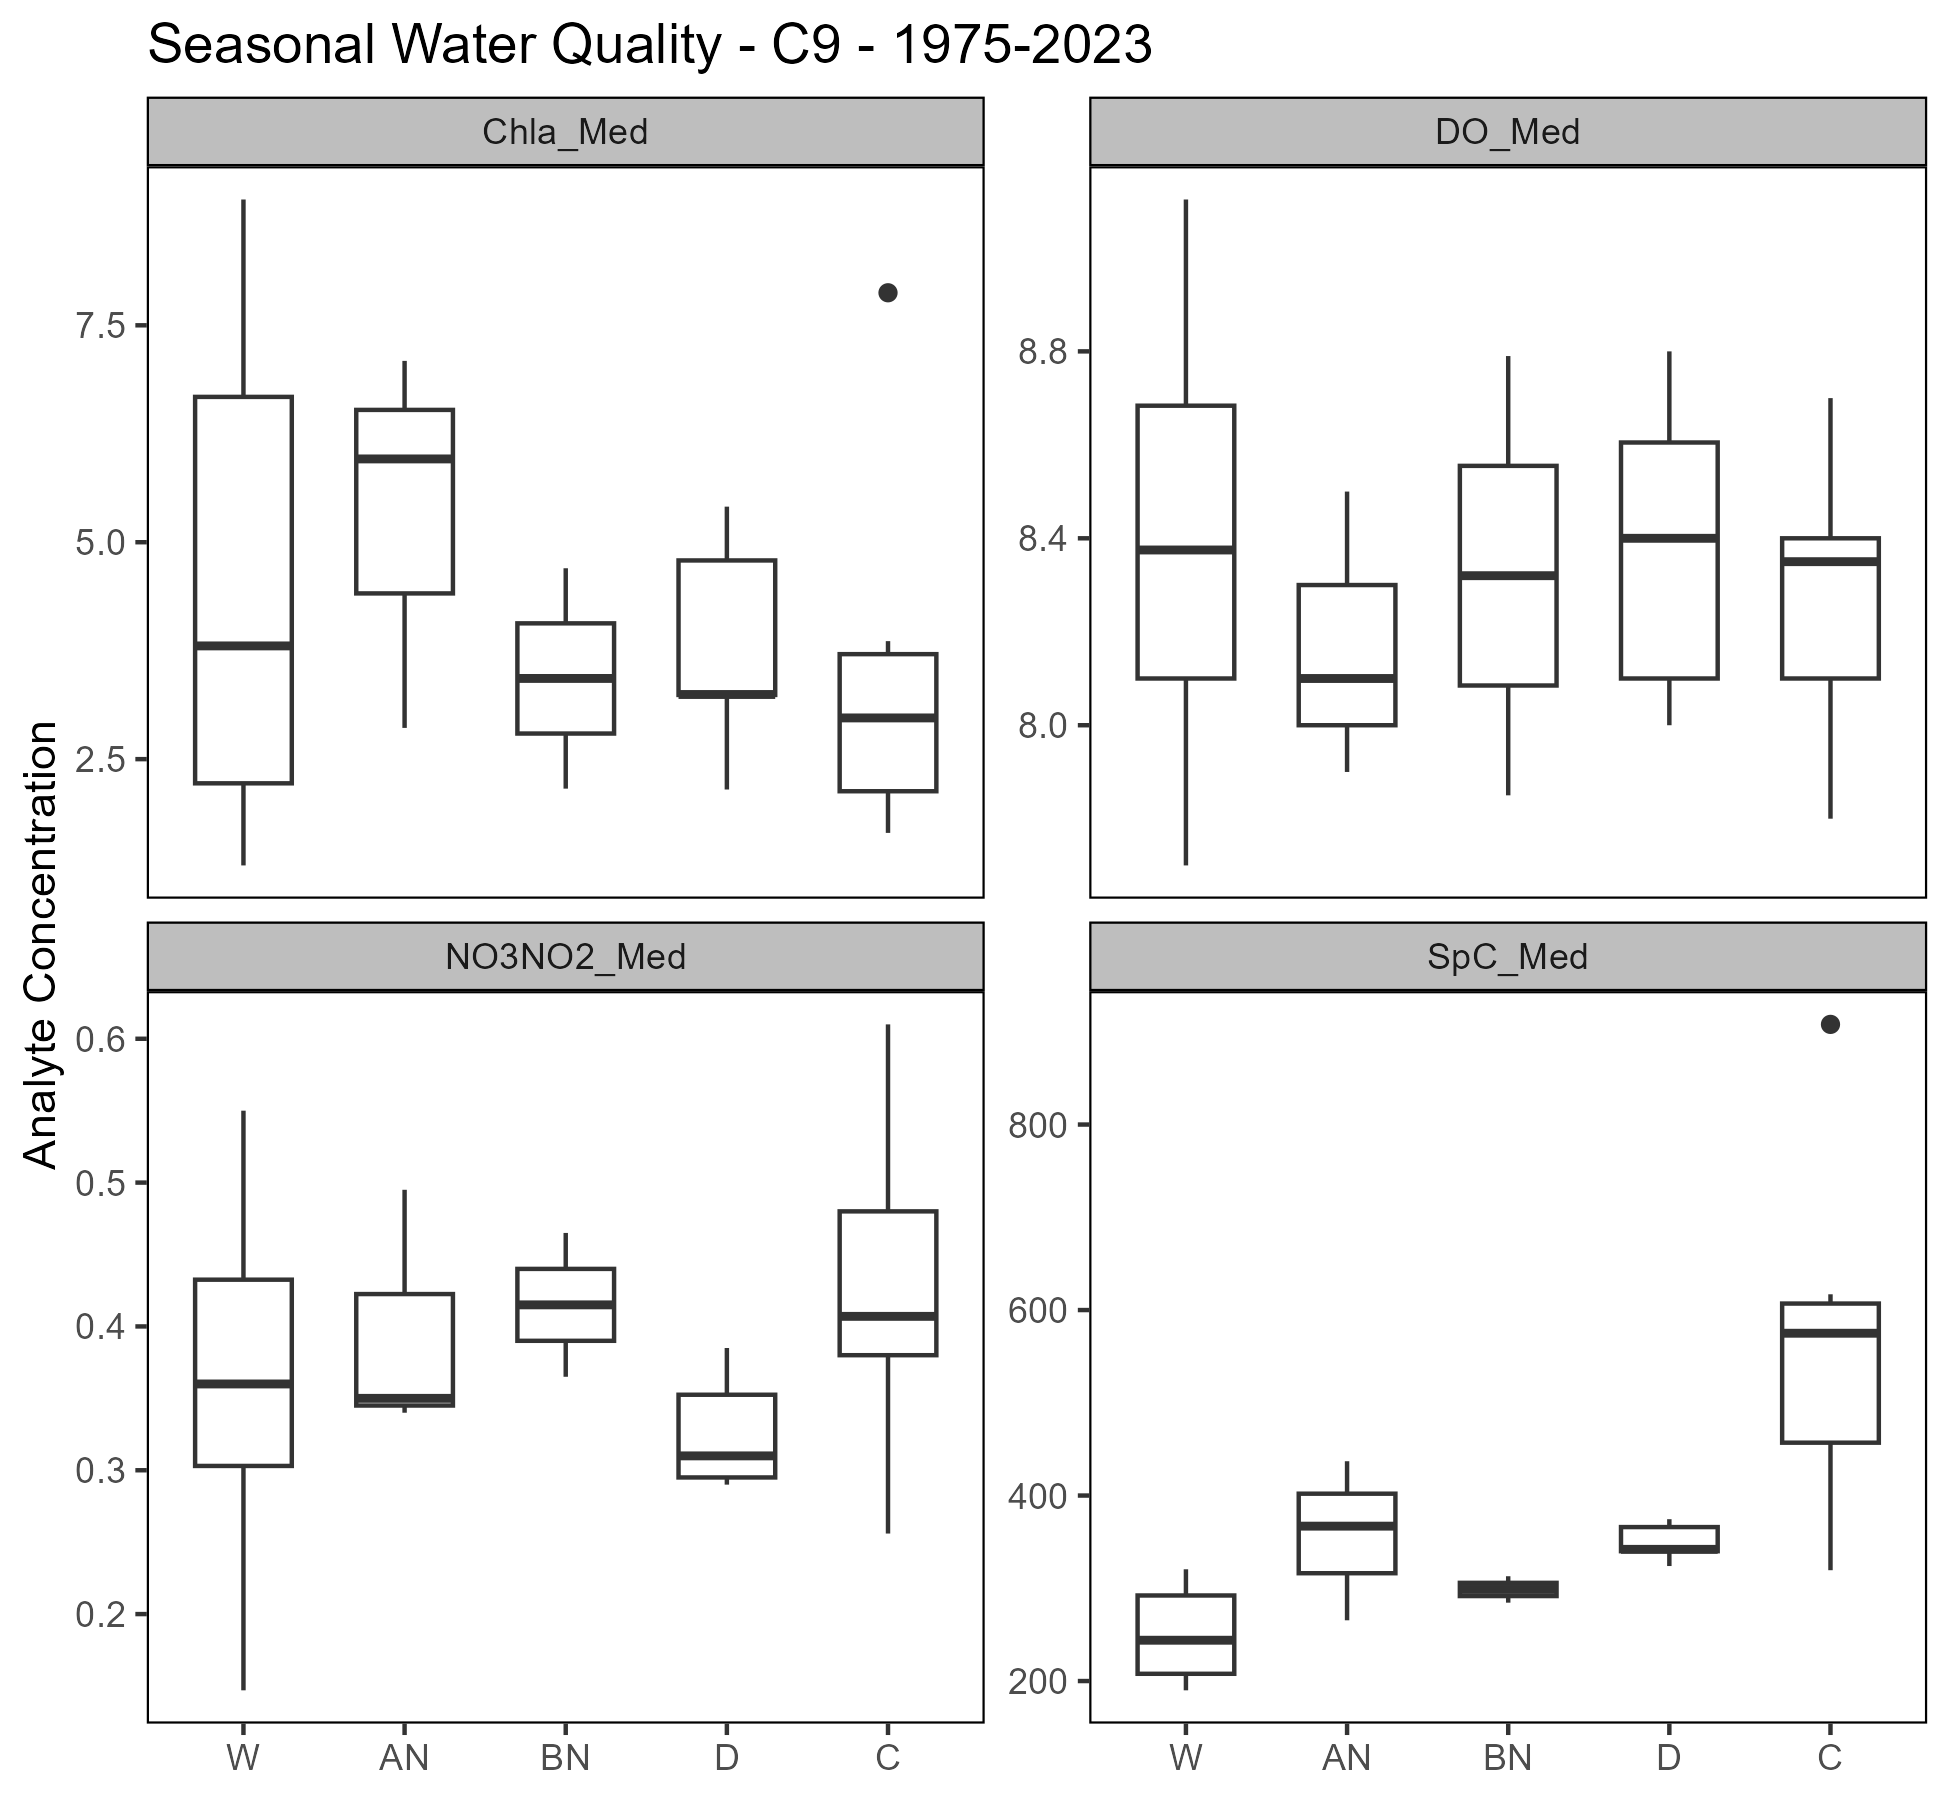 Seasonal Water Quality - C9 - 1975-2023
Chla_Med
DO_Med
7.5
5.0
2.5
8.8
8.4
8.0
Analyte Concentration
NO3NO2_Med
SpC_Med
0.6
0.5
0.4
0.3
0.2
800
600
400
200
W AN BN D C
W AN BN D C